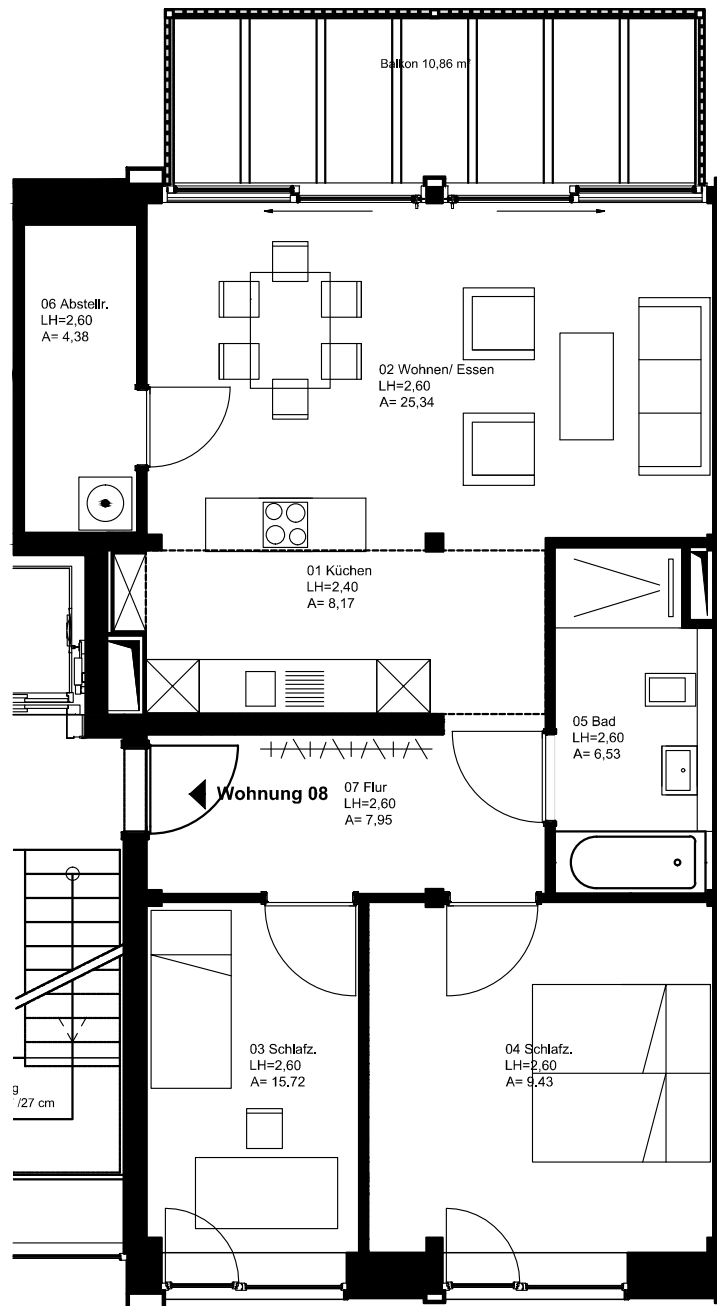 Balkon 10,86 m²
06 Abstellr.
LH=2,60
A= 4,38
02 Wohnen/ Essen
LH=2,60
A= 25,34
01 Küchen
LH=2,40
A= 8,17
05 Bad
LH=2,60
A= 6,53
Wohnung 08
07 Flur
LH=2,60
A= 7,95
03 Schlafz.
LH=2,60
A= 15.72
04 Schlafz.
LH=2,60
A= 9.43
g
/27 cm